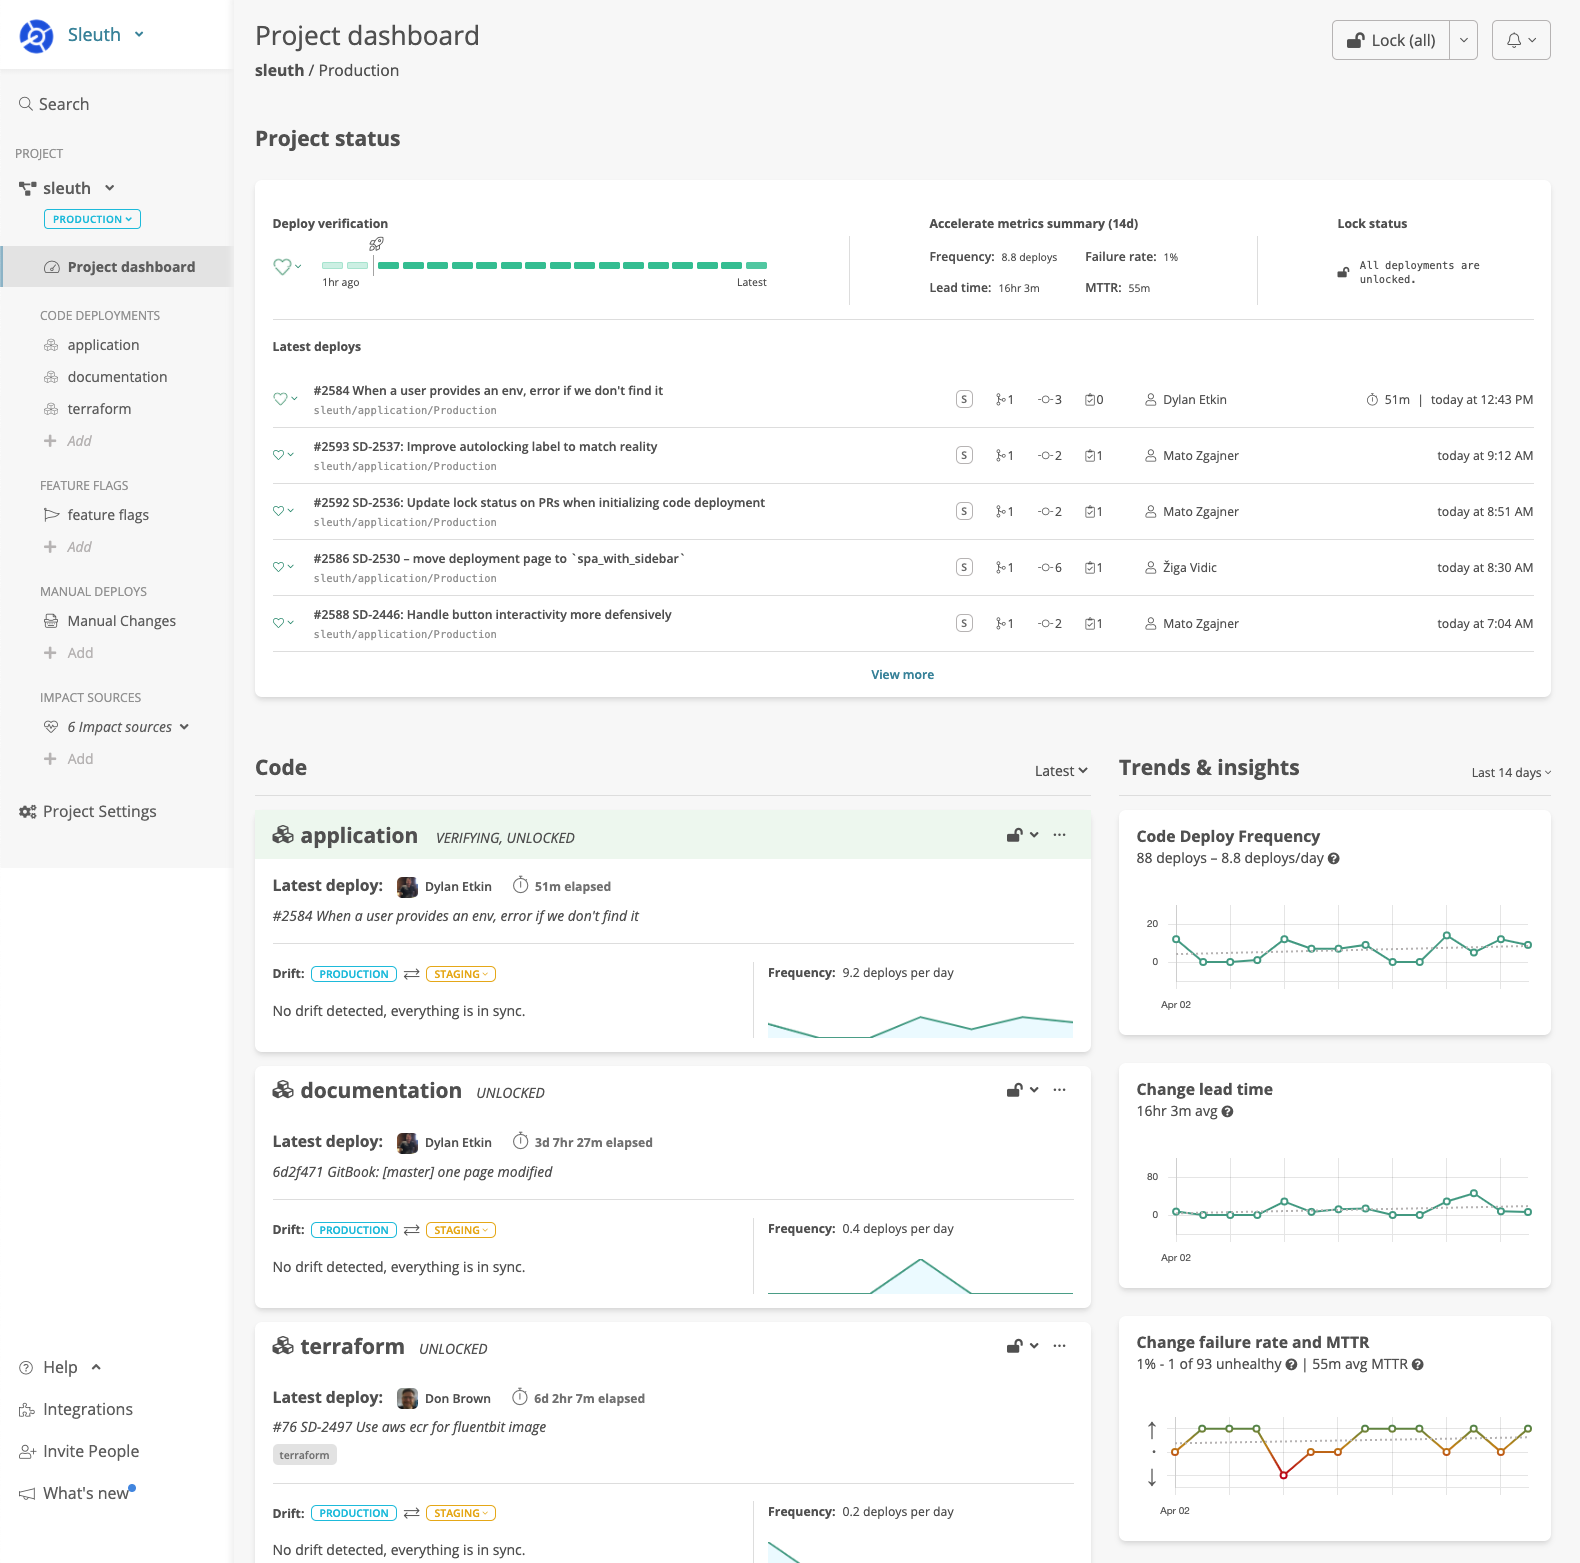 Sleuth
Search
PROJECT
sleuth
PRODUCTION
Project dashboard
CODE DEPLOYMENTS
application
documentation
terraform
Add
FEATURE FLAGS
feature flags
Add
MANUAL DEPLOYS
Manual Changes
Add
IMPACT SOURCES
6 Impact sources
Add
Project Settings
Help
Integrations
Invite People
What's new
Project dashboard
sleuth / Production
Lock (all)
Project status
Deploy verification
1hr ago
Latest
Accelerate metrics summary (14d)
Frequency: 8.8 deploys Failure rate: 1%
Lead time: 16hr 3m MTTR: 55m
Lock status
All deployments are
unlocked.
Latest deploys
#2584 When a user provides an env, error if we don't find it
sleuth/application/Production
S 1 3 0 Dylan Etkin 51m | today at 12:43 PM
#2593 SD-2537: Improve autolocking label to match reality
sleuth/application/Production
S 1 2 1 Mato Zgajner today at 9:12 AM
#2592 SD-2536: Update lock status on PRs when initializing code deployment
sleuth/application/Production
S 1 2 1 Mato Zgajner today at 8:51 AM
#2586 SD-2530 – move deployment page to `spa_with_sidebar`
sleuth/application/Production
S 1 6 1 Žiga Vidic today at 8:30 AM
#2588 SD-2446: Handle button interactivity more defensively
sleuth/application/Production
S 1 2 1 Mato Zgajner today at 7:04 AM
View more
Code
Latest
application VERIFYING, UNLOCKED
Latest deploy: Dylan Etkin 51m elapsed
#2584 When a user provides an env, error if we don't find it
Drift: PRODUCTION STAGING
No drift detected, everything is in sync.
Frequency: 9.2 deploys per day
documentation UNLOCKED
Latest deploy: Dylan Etkin 3d 7hr 27m elapsed
6d2f471 GitBook: [master] one page modified
Drift: PRODUCTION STAGING
No drift detected, everything is in sync.
Frequency: 0.4 deploys per day
terraform UNLOCKED
Latest deploy: Don Brown 6d 2hr 7m elapsed
#76 SD-2497 Use aws ecr for fluentbit image
terraform
Drift: PRODUCTION STAGING
No drift detected, everything is in sync.
Frequency: 0.2 deploys per day
Trends & insights
Last 14 days
Code Deploy Frequency
88 deploys – 8.8 deploys/day
20
0
Apr 02
Change lead time
16hr 3m avg
80
0
Apr 02
Change failure rate and MTTR
1% - 1 of 93 unhealthy | 55m avg MTTR
Apr 02